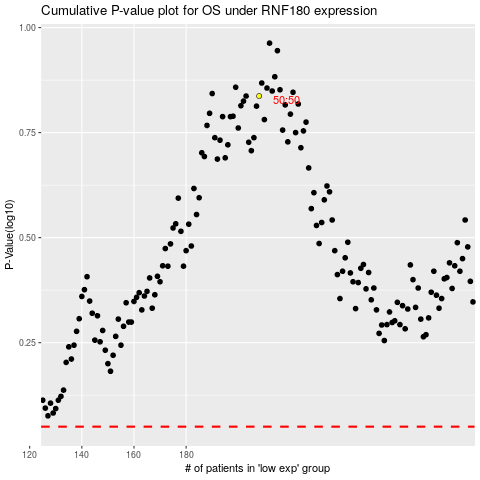 Cumulative P-value plot for OS under RNF180 expression
1.00
0.75
0.50
0.25
P-Value(log10)
50:50
120 140 160 180
# of patients in 'low exp' group